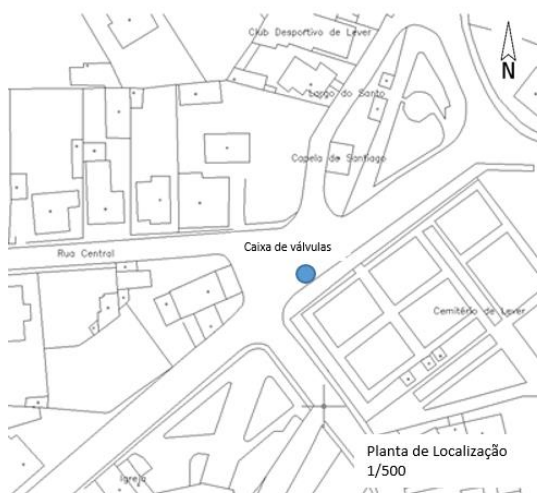 Club Desportivo de Lever
N
Largo do Santo
Capela de Santiago
Caixa de válvulas
Rua Central
Cemitério de Lever
Planta de Localização
1/500
Igreja